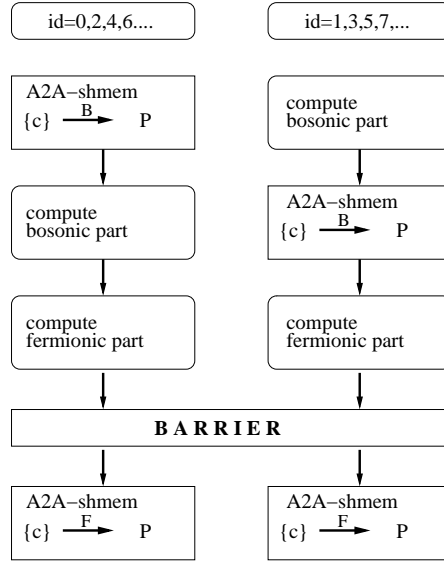 id=0,2,4,6....
id=1,3,5,7,...
A2A−shmem
B
{c} P
compute
bosonic part
compute
bosonic part
A2A−shmem
B
{c} P
compute
fermionic part
compute
fermionic part
B A R R I E R
A2A−shmem
F
{c} P
A2A−shmem
F
{c} P